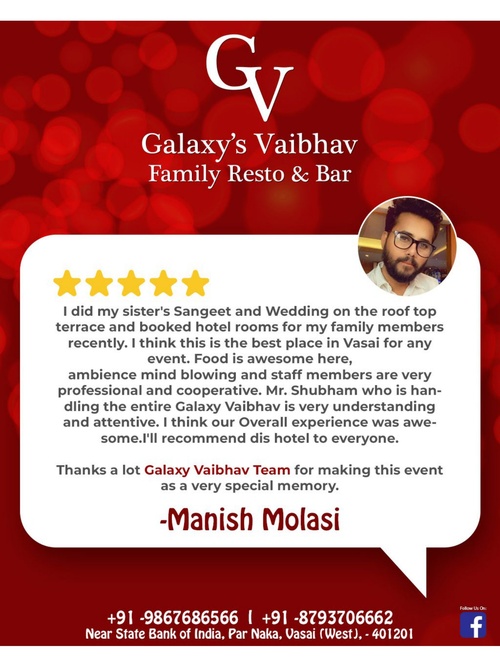 GV
Galaxy's Vaibhav
Family Resto & Bar
I did my sister's Sangeet and Wedding on the roof top
terrace and booked hotel rooms for my family members
recently. I think this is the best place in Vasai for any
event. Food is awesome here,
ambience mind blowing and staff members are very
professional and cooperative. Mr. Shubham who is han-
dling the entire Galaxy Vaibhav is very understanding
and attentive. I think our Overall experience was awe-
some.I'll recommend dis hotel to everyone.
Thanks a lot Galaxy Vaibhav Team for making this event
as a very special memory.
-Manish Molasi
Follow Us On:
f
+91 -9867686566 | +91 -8793706662
Near State Bank of India, Par Naka, Vasai (West), - 401201